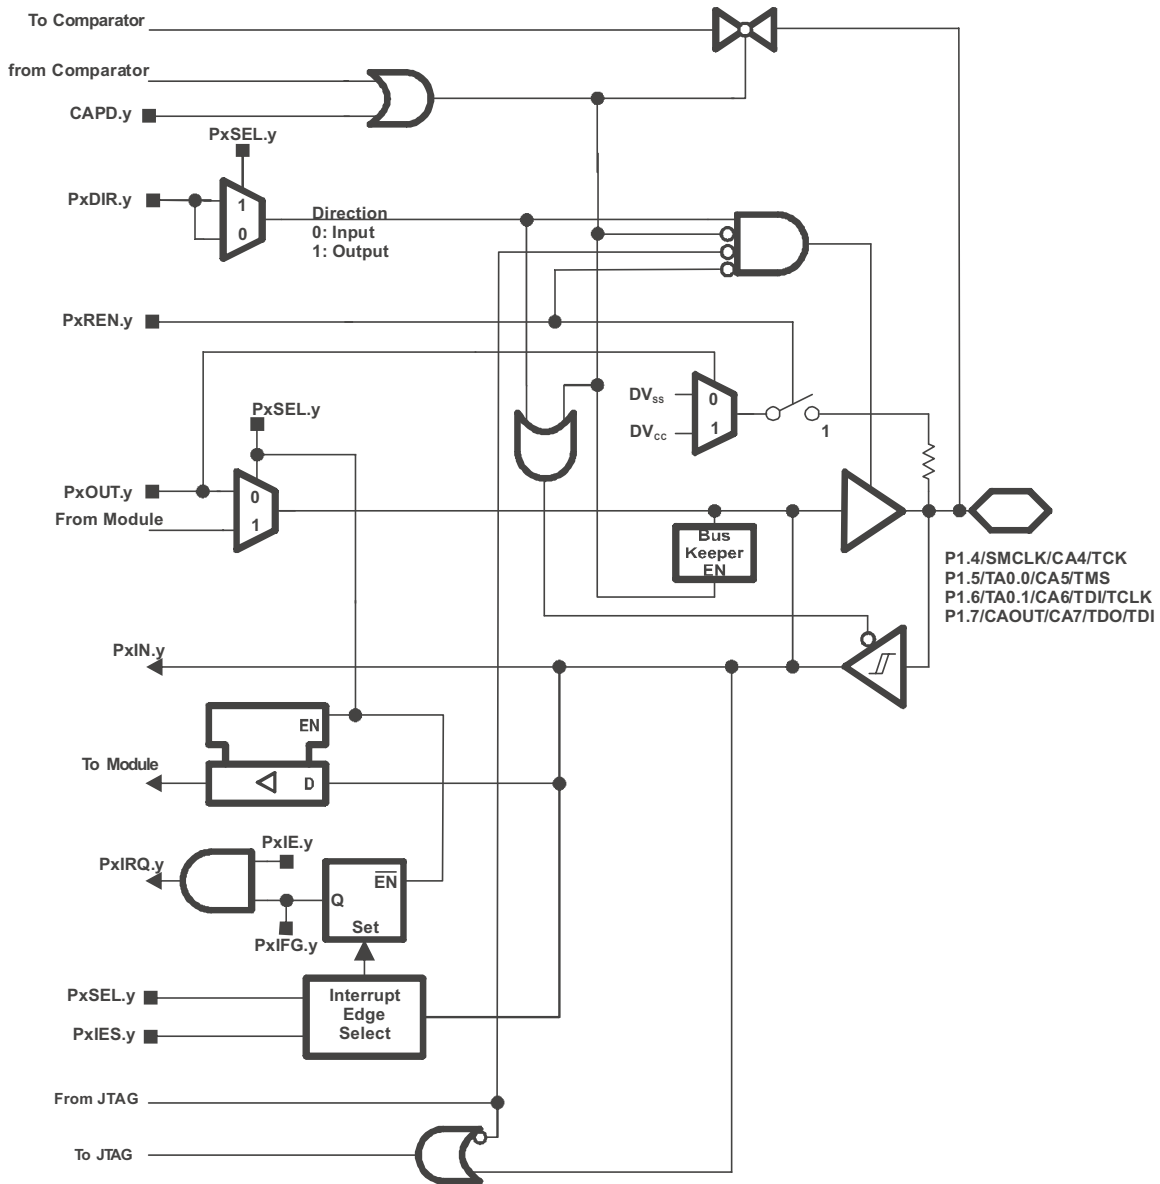 To Comparator
from Comparator
CAPD.y
PxSEL.y
PxDIR.y
1
0
Direction
0: Input
1: Output
PxREN.y
PxSEL.y
DVss
0
DVcc
1
1
PxOUT.y
0
From Module
1
Bus
Keeper
EN
P1.4/SMCLK/CA4/TCK
P1.5/TA0.0/CA5/TMS
P1.6/TA0.1/CA6/TDI/TCLK
P1.7/CAOUT/CA7/TDO/TDI
PxIN.y
EN
To Module
D
PxIE.y
PxIRQ.y
EN
Q
Set
PxIFG.y
PxSEL.y
PxIES.y
Interrupt
Edge
Select
From JTAG
To JTAG